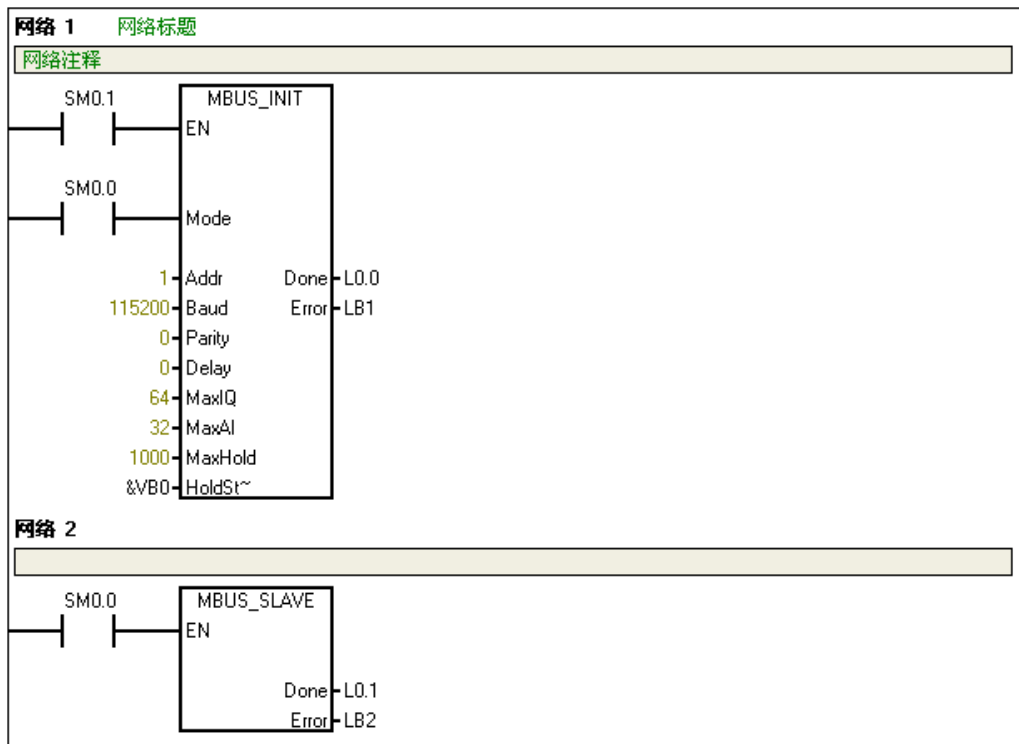 网络 1 网络标题
网络注释
SM0.1 MBUS_INIT
EN
SM0.0
Mode
1 Addr Done L0.0
115200 Baud Error LB1
0 Parity
0 Delay
64 MaxIQ
32 MaxAI
1000 MaxHold
&VB0 HoldSt~
网络 2
SM0.0 MBUS_SLAVE
EN
Done L0.1
Error LB2